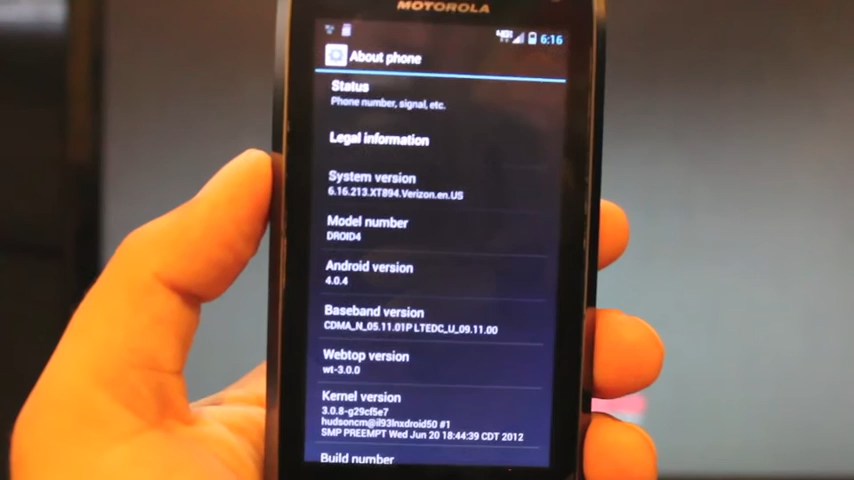 MOTOROLA
4G 6:16
About phone
Status
Phone number, signal, etc.
Legal information
System version
6.16.213.XT894.Verizon.en.US
Model number
DROID4
Android version
4.0.4
Baseband version
CDMA_N_05.11.01P LTEDC_U_09.11.00
Webtop version
wt-3.0.0
Kernel version
3.0.8-g29cf5e7
hudsoncm@il93lnxdroid50 #1
SMP PREEMPT Wed Jun 20 18:44:39 CDT 2012
Build number